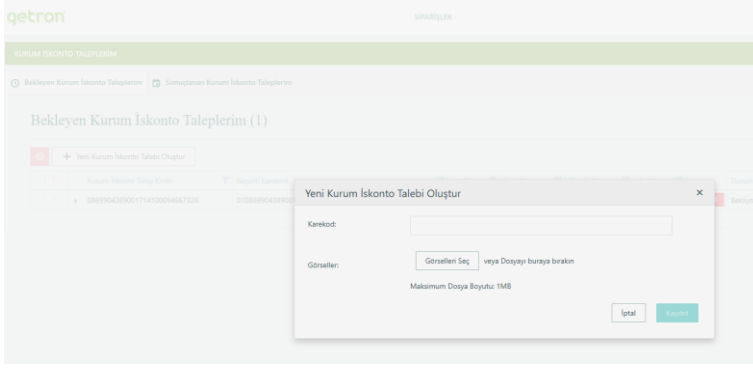 qetron
SİPARİŞLER
KURUM İSKONTO TALEPLERİM
Bekleyen Kurum İskonto Taleplerim Sonuçlanan Kurum İskonto Taleplerim
Bekleyen Kurum İskonto Taleplerim (1)
+ Yeni Kurum İskonto Talebi Oluştur
Kurum İskonto Talep Kodu
Yeni Kurum İskonto Talebi Oluştur ×
Karekod:
Görseller: Görselleri Seç veya Dosyayı buraya bırakın
Maksimum Dosya Boyutu: 1MB
İptal Kaydet